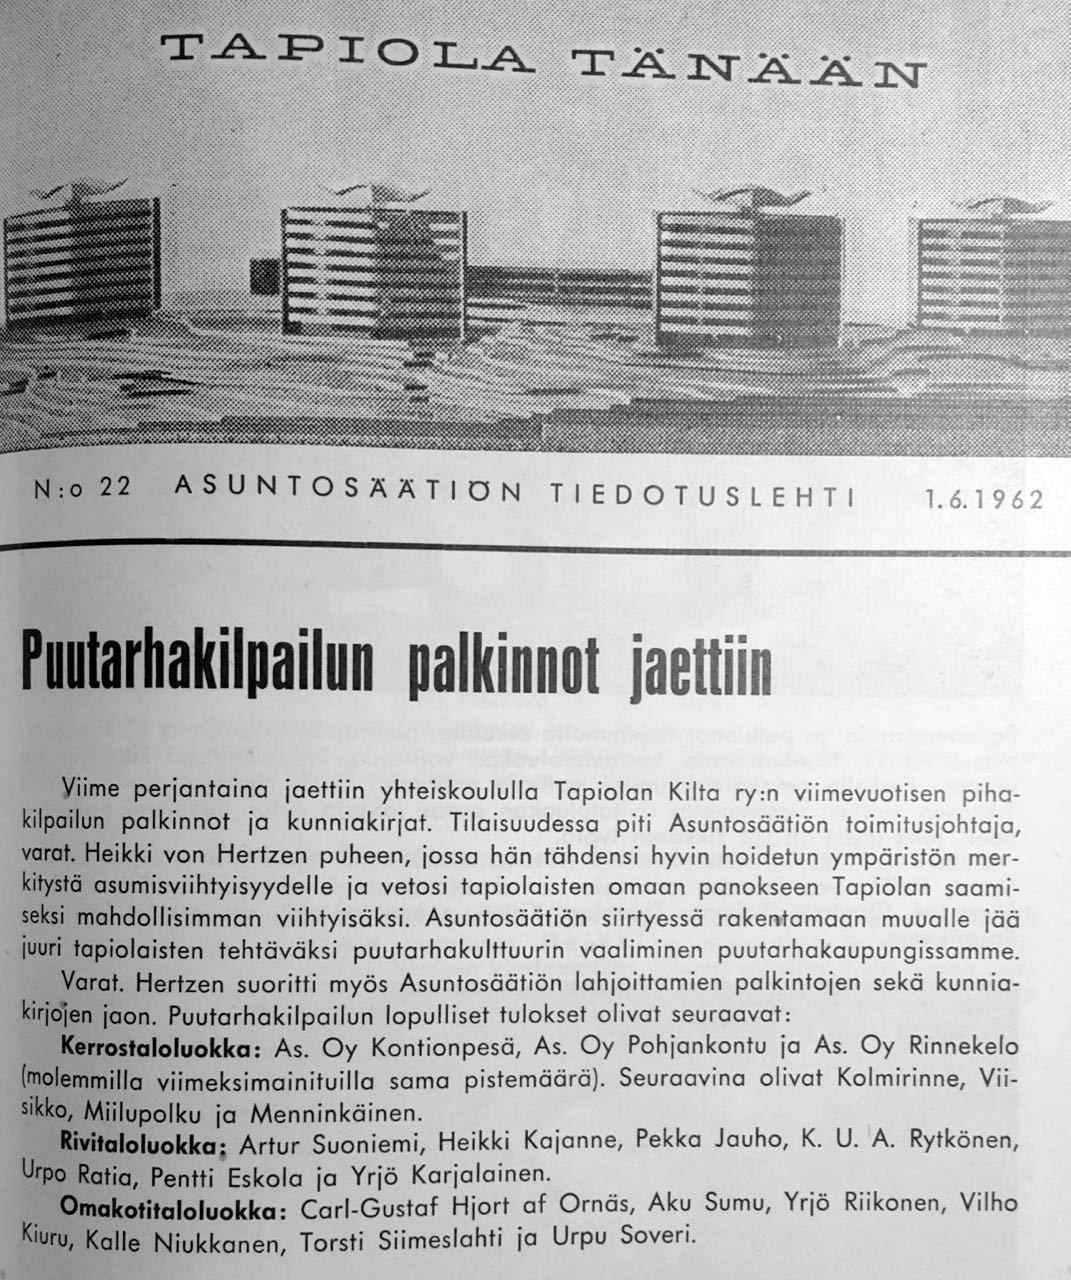 TAPIOLA TÄNÄÄN
N:o 22 ASUNTOSÄÄTIÖN TIEDOTUSLEHTI 1.6.1962
Puutarhakilpailun palkinnot jaettiin
Viime perjantaina jaettiin yhteiskoululla Tapiolan Kilta ry:n viimevuotisen piha-
kilpailun palkinnot ja kunniakirjat. Tilaisuudessa piti Asuntosäätiön toimitusjohtaja,
varat. Heikki von Hertzen puheen, jossa hän tähdensi hyvin hoidetun ympäristön mer-
kitystä asumisviihtyisyydelle ja vetosi tapiolaisten omaan panokseen Tapiolan saami-
seksi mahdollisimman viihtyisäksi. Asuntosäätiön siirtyessä rakentamaan muualle jää
juuri tapiolaisten tehtäväksi puutarhakulttuurin vaaliminen puutarhakaupungissamme.
Varat. Hertzen suoritti myös Asuntosäätiön lahjoittamien palkintojen sekä kunnia-
kirjojen jaon. Puutarhakilpailun lopulliset tulokset olivat seuraavat:
Kerrostaloluokka: As. Oy Kontionpesä, As. Oy Pohjankontu ja As. Oy Rinnekelo
(molemmilla viimeksimainituilla sama pistemäärä). Seuraavina olivat Kolmirinne, Vii-
sikko, Miilupolku ja Menninkäinen.
Rivitaloluokka: Artur Suoniemi, Heikki Kajanne, Pekka Jauho, K. U. A. Rytkönen,
Urpo Ratia, Pentti Eskola ja Yrjö Karjalainen.
Omakotitaloluokka: Carl-Gustaf Hjort af Ornäs, Aku Sumu, Yrjö Riikonen, Vilho
Kiuru, Kalle Niukkanen, Torsti Siimeslahti ja Urpu Soveri.